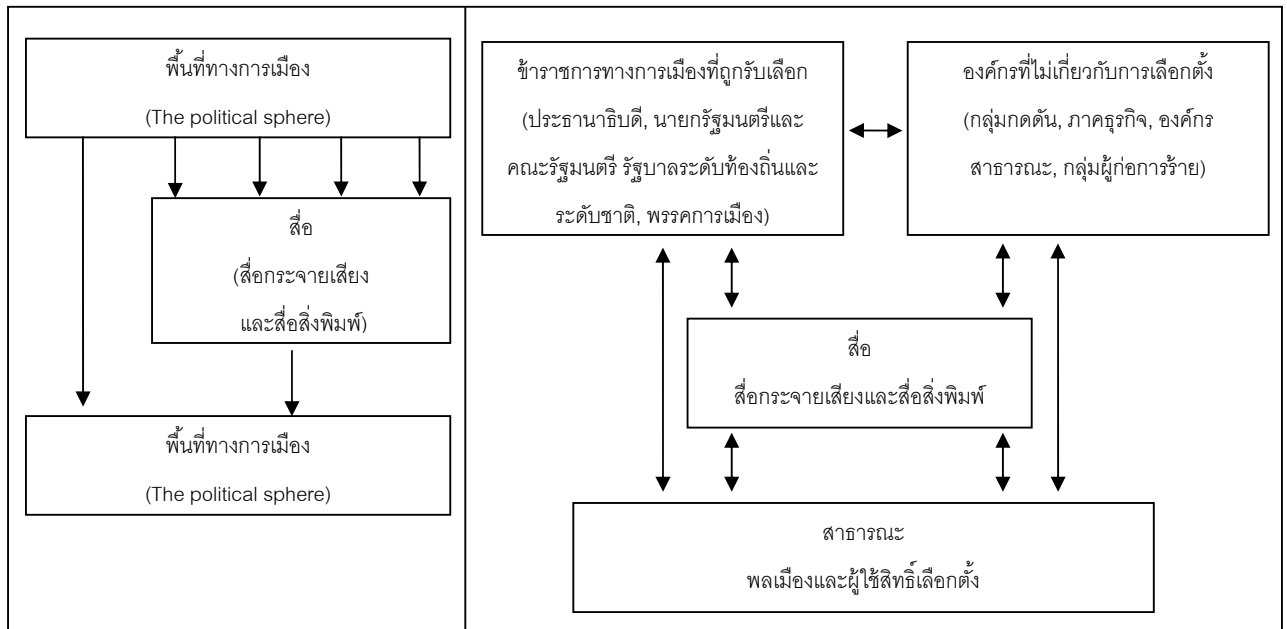 พื้นที่ทางการเมือง
(The political sphere)
สื่อ
(สื่อกระจายเสียง
และสื่อสิ่งพิมพ์)
พื้นที่ทางการเมือง
(The political sphere)
ข้าราชการทางการเมืองที่ถูกรับเลือก
(ประธานาธิบดี, นายกรัฐมนตรีและ
คณะรัฐมนตรี รัฐบาลระดับท้องถิ่นและ
ระดับชาติ, พรรคการเมือง)
องค์กรที่ไม่เกี่ยวกับการเลือกตั้ง
(กลุ่มกดดัน, ภาคธุรกิจ, องค์กร
สาธารณะ, กลุ่มผู้ก่อการร้าย)
สื่อ
สื่อกระจายเสียงและสื่อสิ่งพิมพ์
สาธารณะ
พลเมืองและผู้ใช้สิทธิ์เลือกตั้ง